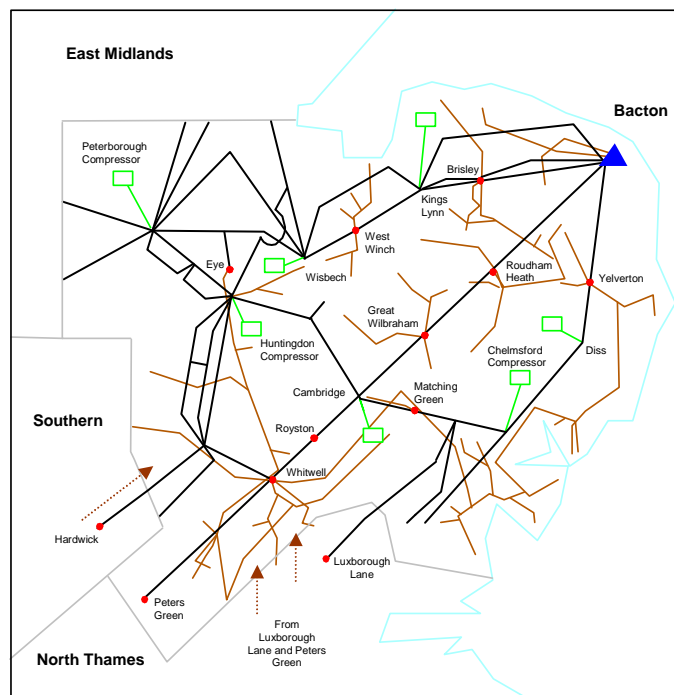 East Midlands
Bacton
Peterborough
Compressor
Brisley
Kings
Lynn
West
Winch
Eye
Wisbech
Roudham
Heath
Yelverton
Great
Wilbraham
Huntingdon
Compressor
Chelmsford
Compressor
Diss
Cambridge
Matching
Green
Southern
Royston
Whitwell
Hardwick
Luxborough
Lane
Peters
Green
From
Luxborough
Lane and Peters
Green
North Thames